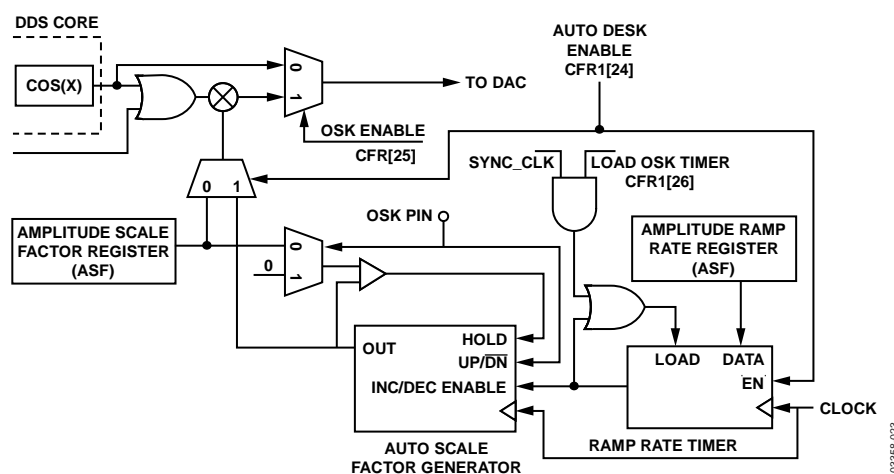 DDS CORE
COS(X)
0
1
TO DAC
OSK ENABLE
CFR[25]
AUTO DESK
ENABLE
CFR1[24]
SYNC_CLK
LOAD OSK TIMER
CFR1[26]
0 1
OSK PIN
AMPLITUDE SCALE
FACTOR REGISTER
(ASF)
0
0
1
AMPLITUDE RAMP
RATE REGISTER
(ASF)
HOLD
OUT
UP/DN
INC/DEC ENABLE
LOAD DATA
EN
CLOCK
RAMP RATE TIMER
AUTO SCALE
FACTOR GENERATOR